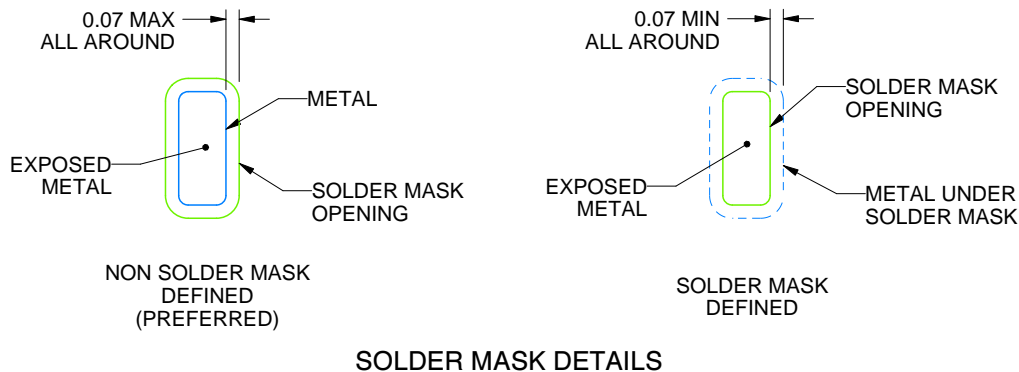 0.07 MAX
ALL AROUND
METAL
EXPOSED
METAL
SOLDER MASK
OPENING
NON SOLDER MASK
DEFINED
(PREFERRED)
0.07 MIN
ALL AROUND
SOLDER MASK
OPENING
EXPOSED
METAL
METAL UNDER
SOLDER MASK
SOLDER MASK
DEFINED
SOLDER MASK DETAILS